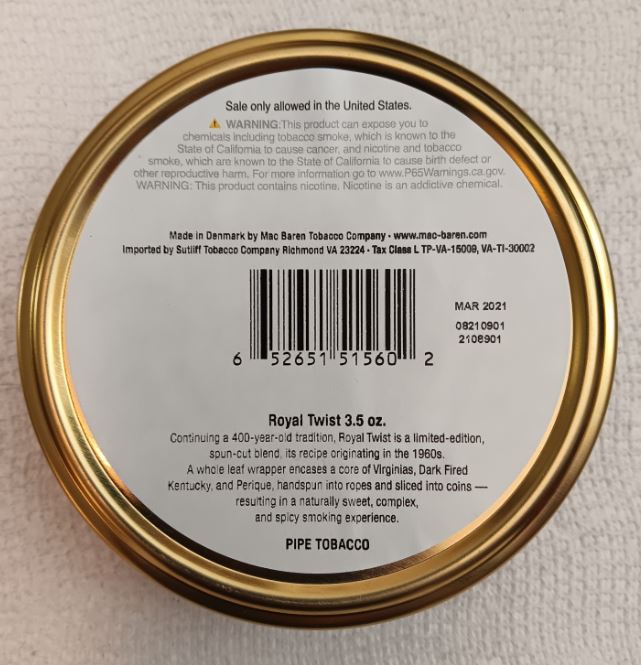 Sale only allowed in the United States.
⚠ WARNING:This product can expose you to
chemicals including tobacco smoke, which is known to the
State of California to cause cancer, and nicotine and tobacco
smoke, which are known to the State of California to cause birth defect or
other reproductive harm. For more information go to www.P65Warnings.ca.gov.
WARNING: This product contains nicotine. Nicotine is an addictive chemical.
Made in Denmark by Mac Baren Tobacco Company · www.mac-baren.com
Imported by Sutliff Tobacco Company Richmond VA 23224 · Tax Class L TP-VA-15009, VA-TI-30002
MAR 2021
08210901
2108901
6 52651 51560 2
Royal Twist 3.5 oz.
Continuing a 400-year-old tradition, Royal Twist is a limited-edition,
spun-cut blend, its recipe originating in the 1960s.
A whole leaf wrapper encases a core of Virginias, Dark Fired
Kentucky, and Perique, handspun into ropes and sliced into coins —
resulting in a naturally sweet, complex,
and spicy smoking experience.
PIPE TOBACCO